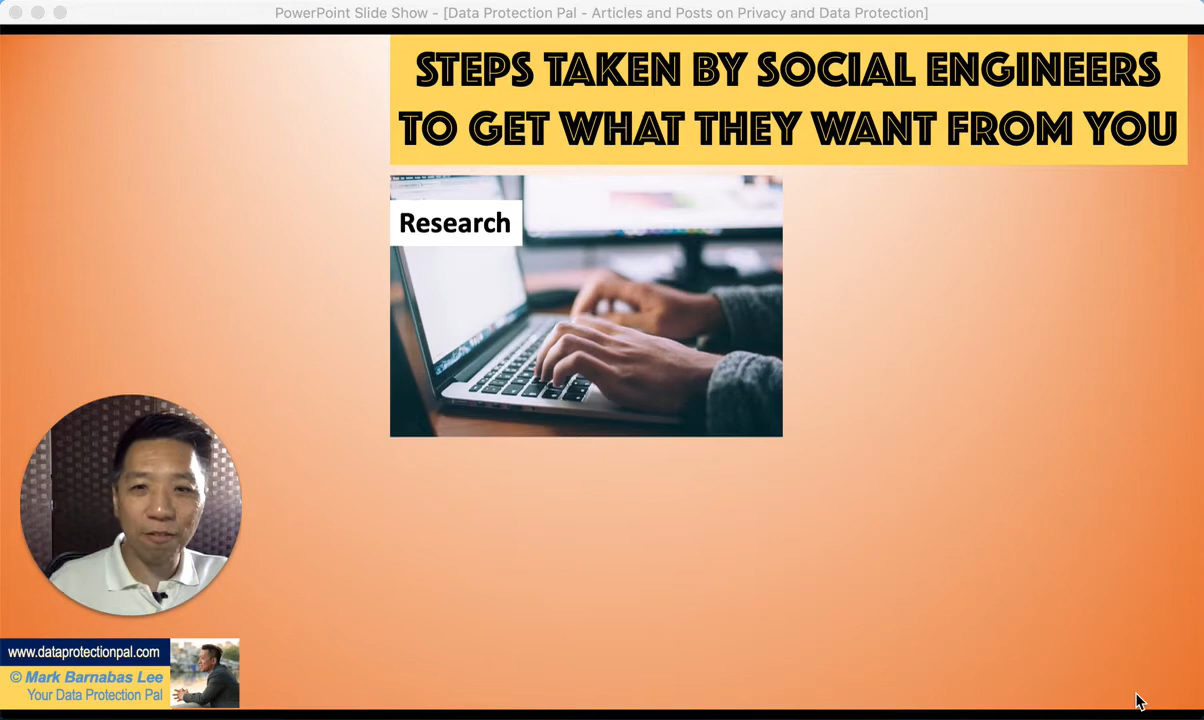 PowerPoint Slide Show - [Data Protection Pal - Articles and Posts on Privacy and Data Protection]
STEPS TAKEN BY SOCIAL ENGINEERS
TO GET WHAT THEY WANT FROM YOU
Research
www.dataprotectionpal.com
© Mark Barnabas Lee
Your Data Protection Pal